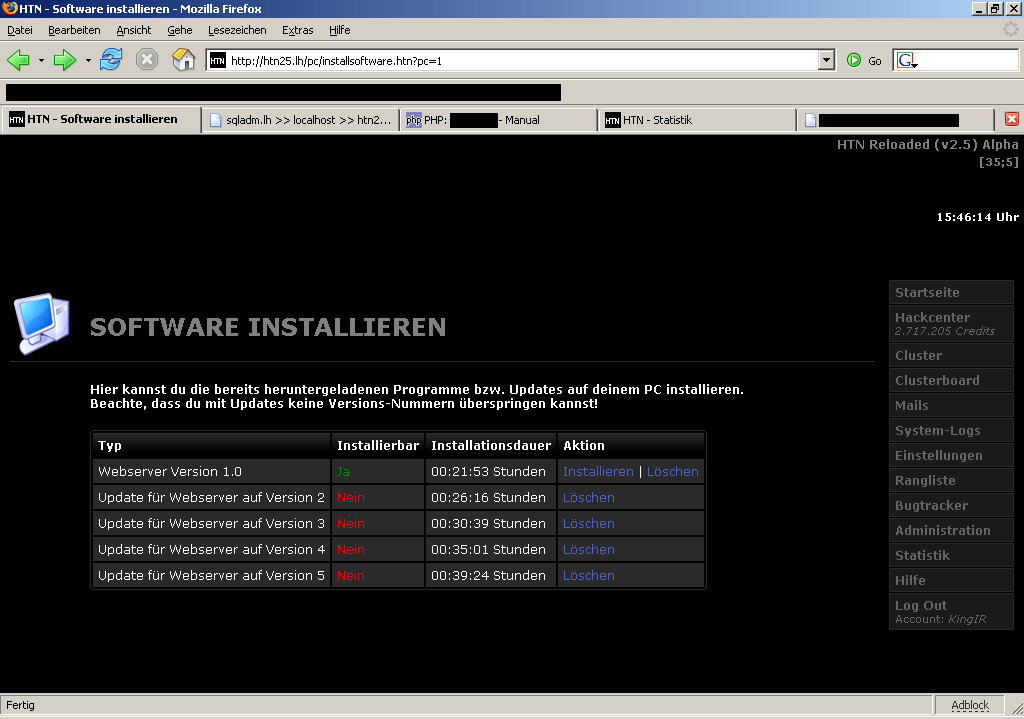 HTN - Software installieren - Mozilla Firefox
Datei Bearbeiten Ansicht Gehe Lesezeichen Extras Hilfe
HTN http://htn25.lh/pc/installsoftware.htn?pc=1 Go G
HTN HTN - Software installieren sqladm.lh >> localhost >> htn2... php PHP: - Manual HTN HTN - Statistik
HTN Reloaded (v2.5) Alpha
[35;5]
15:46:14 Uhr
SOFTWARE INSTALLIEREN
Hier kannst du die bereits heruntergeladenen Programme bzw. Updates auf deinem PC installieren.
Beachte, dass du mit Updates keine Versions-Nummern überspringen kannst!
Typ Installierbar Installationsdauer Aktion
Webserver Version 1.0 Ja 00:21:53 Stunden Installieren | Löschen
Update für Webserver auf Version 2 Nein 00:26:16 Stunden Löschen
Update für Webserver auf Version 3 Nein 00:30:39 Stunden Löschen
Update für Webserver auf Version 4 Nein 00:35:01 Stunden Löschen
Update für Webserver auf Version 5 Nein 00:39:24 Stunden Löschen
Startseite
Hackcenter
2.717.205 Credits
Cluster
Clusterboard
Mails
System-Logs
Einstellungen
Rangliste
Bugtracker
Administration
Statistik
Hilfe
Log Out
Account: KingIR
Fertig Adblock